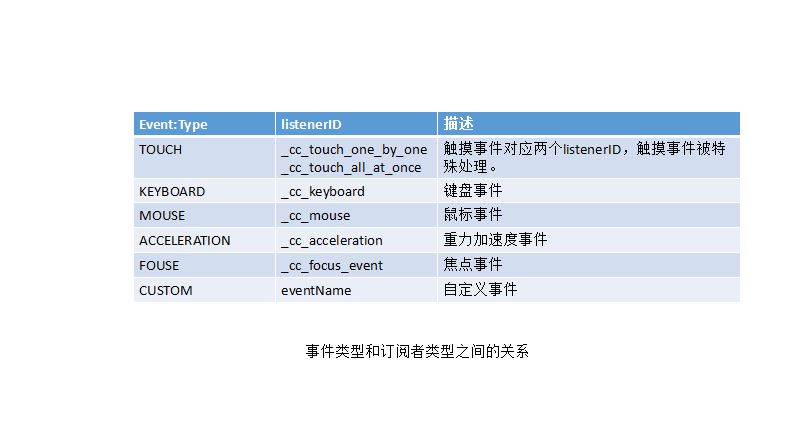 Event:Type listenerID 描述
TOUCH _cc_touch_one_by_one 触摸事件对应两个listenerID，触摸事件被特
_cc_touch_all_at_once 殊处理。
KEYBOARD _cc_keyboard 键盘事件
MOUSE _cc_mouse 鼠标事件
ACCELERATION _cc_acceleration 重力加速度事件
FOUSE _cc_focus_event 焦点事件
CUSTOM eventName 自定义事件
事件类型和订阅者类型之间的关系